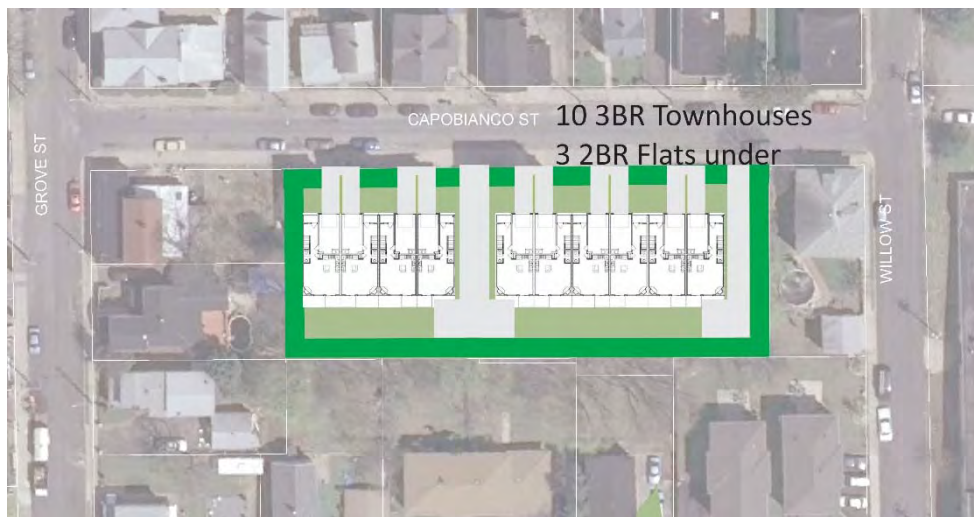 CAPOBIANCO ST
10 3BR Townhouses
3 2BR Flats under
GROVE ST
WILLOW ST